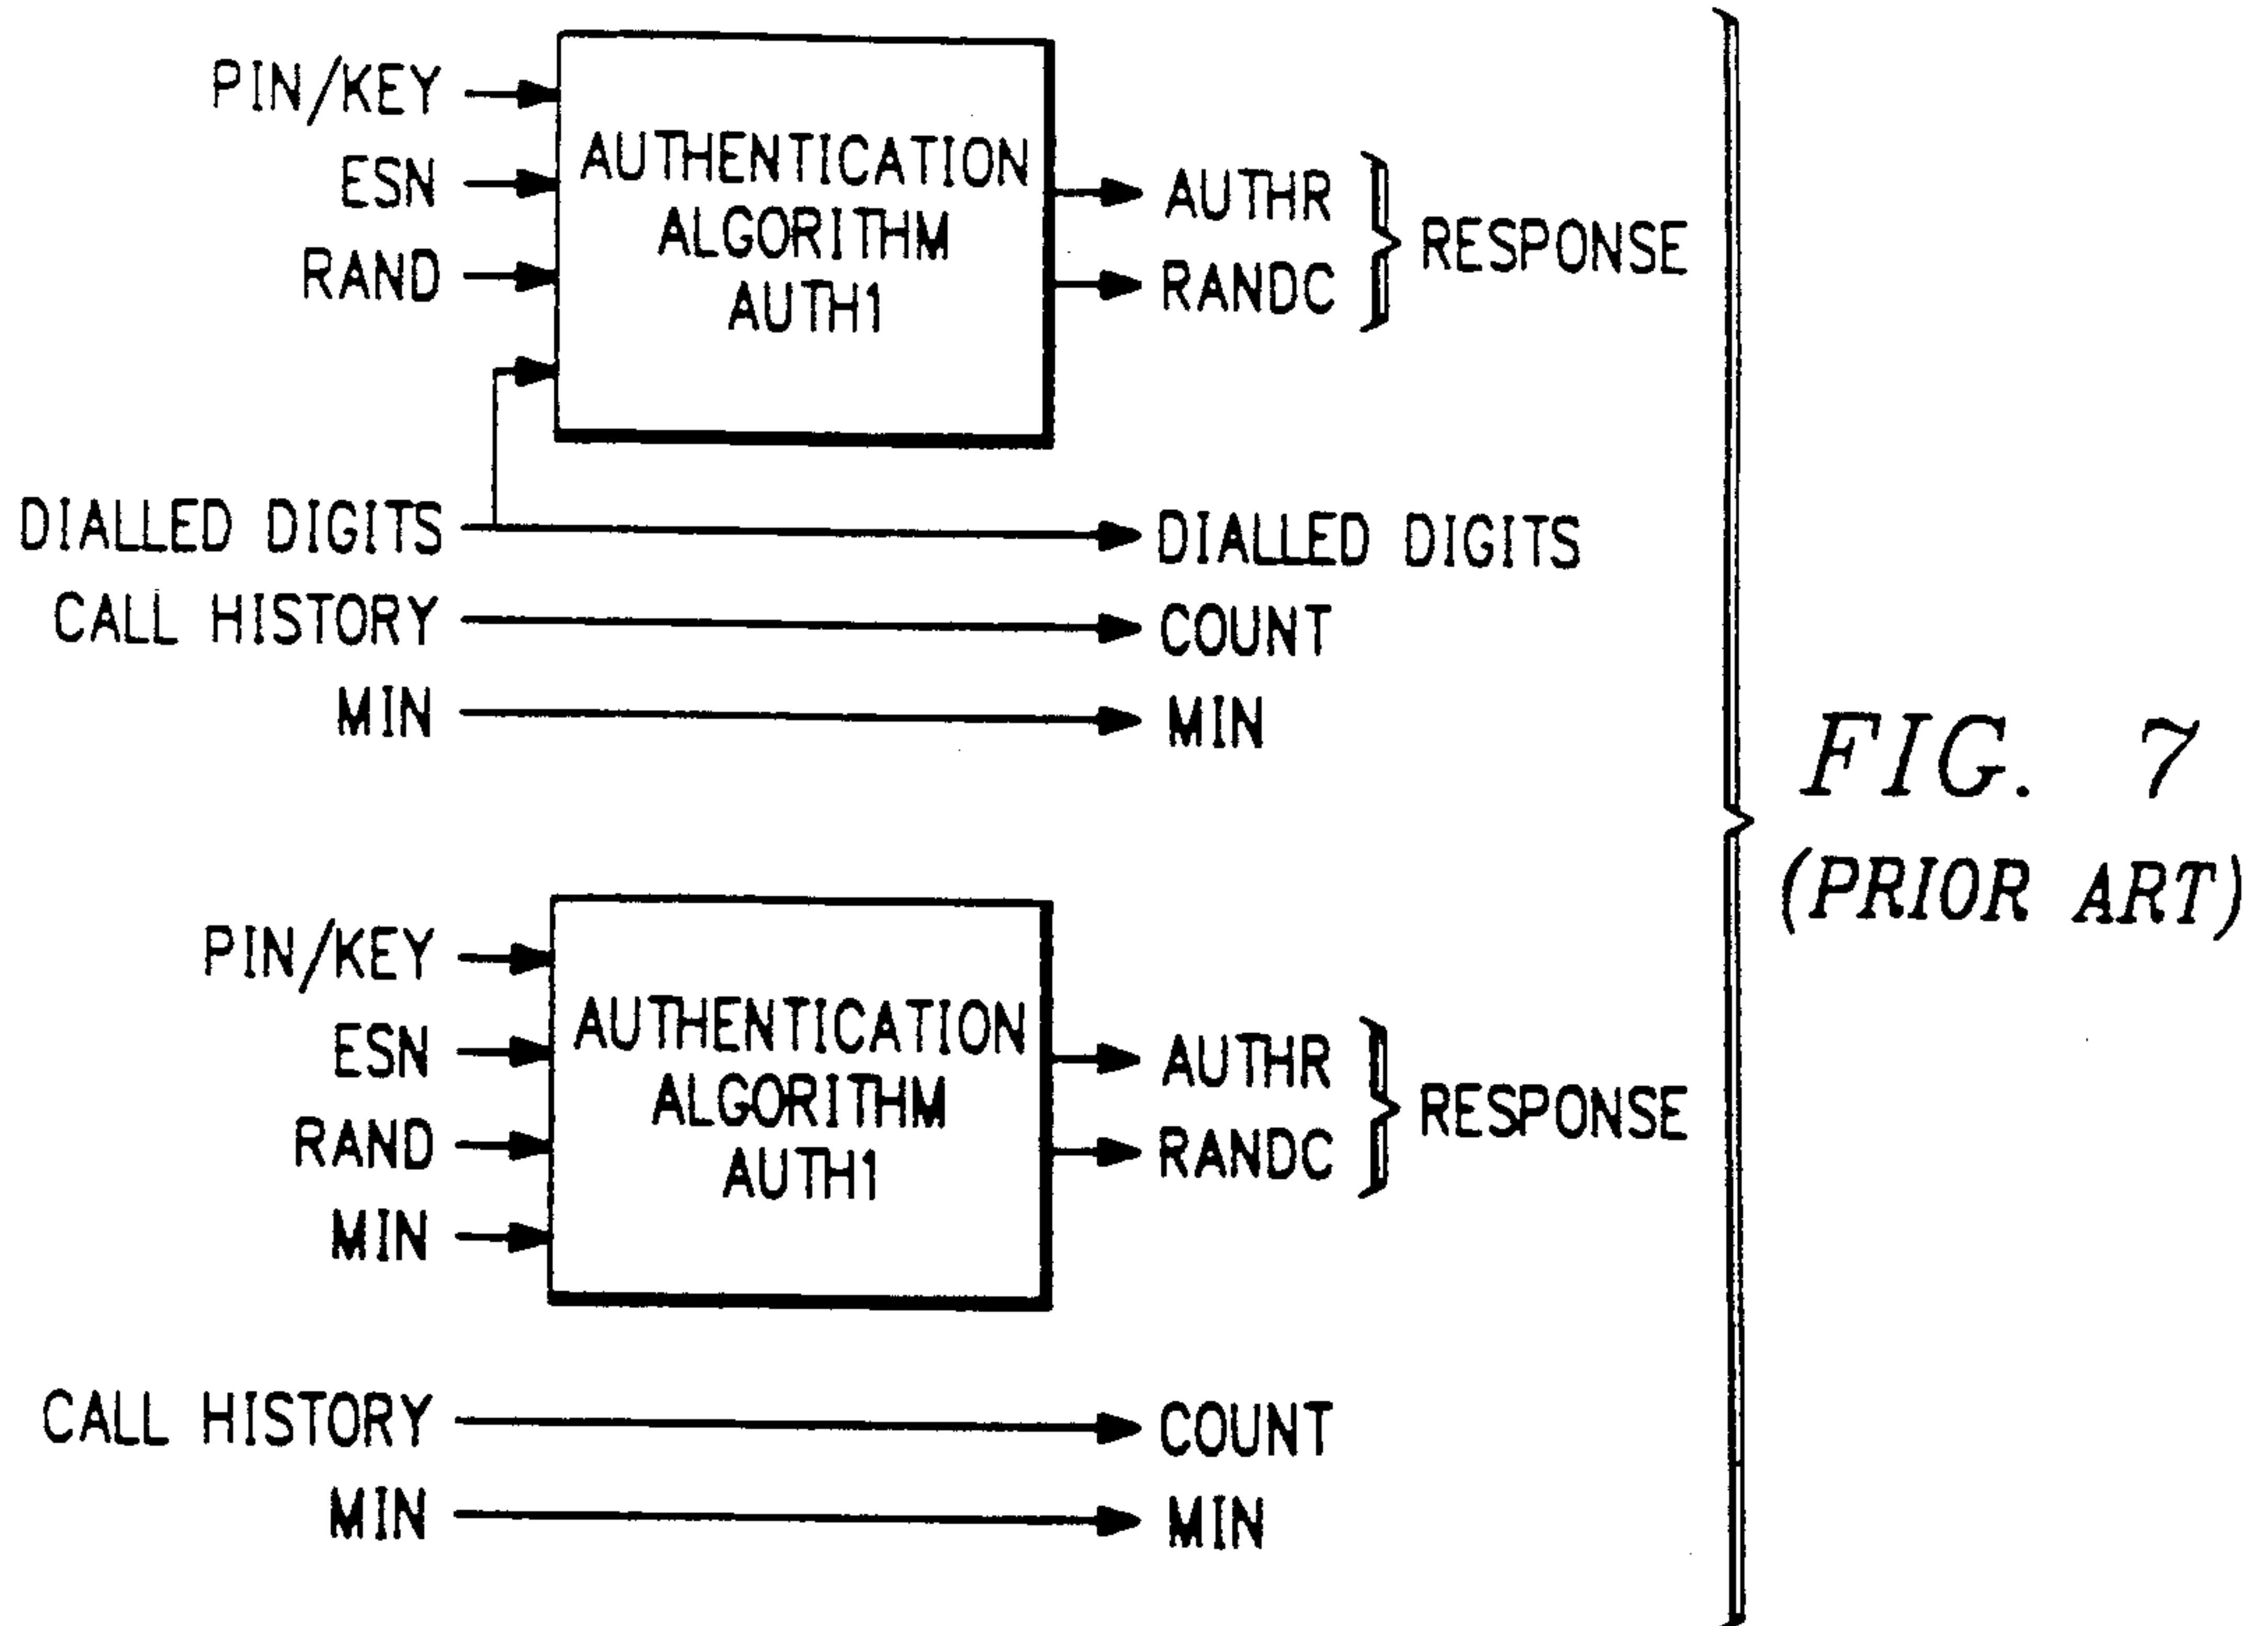 PIN/KEY
ESN
RAND
AUTHENTICATION
ALGORITHM
AUTH1
AUTHR
RANDC
RESPONSE
DIALLED DIGITS
DIALLED DIGITS
CALL HISTORY
COUNT
MIN
MIN
PIN/KEY
ESN
RAND
MIN
AUTHENTICATION
ALGORITHM
AUTH1
AUTHR
RANDC
RESPONSE
CALL HISTORY
COUNT
MIN
MIN
FIG. 7
(PRIOR ART)